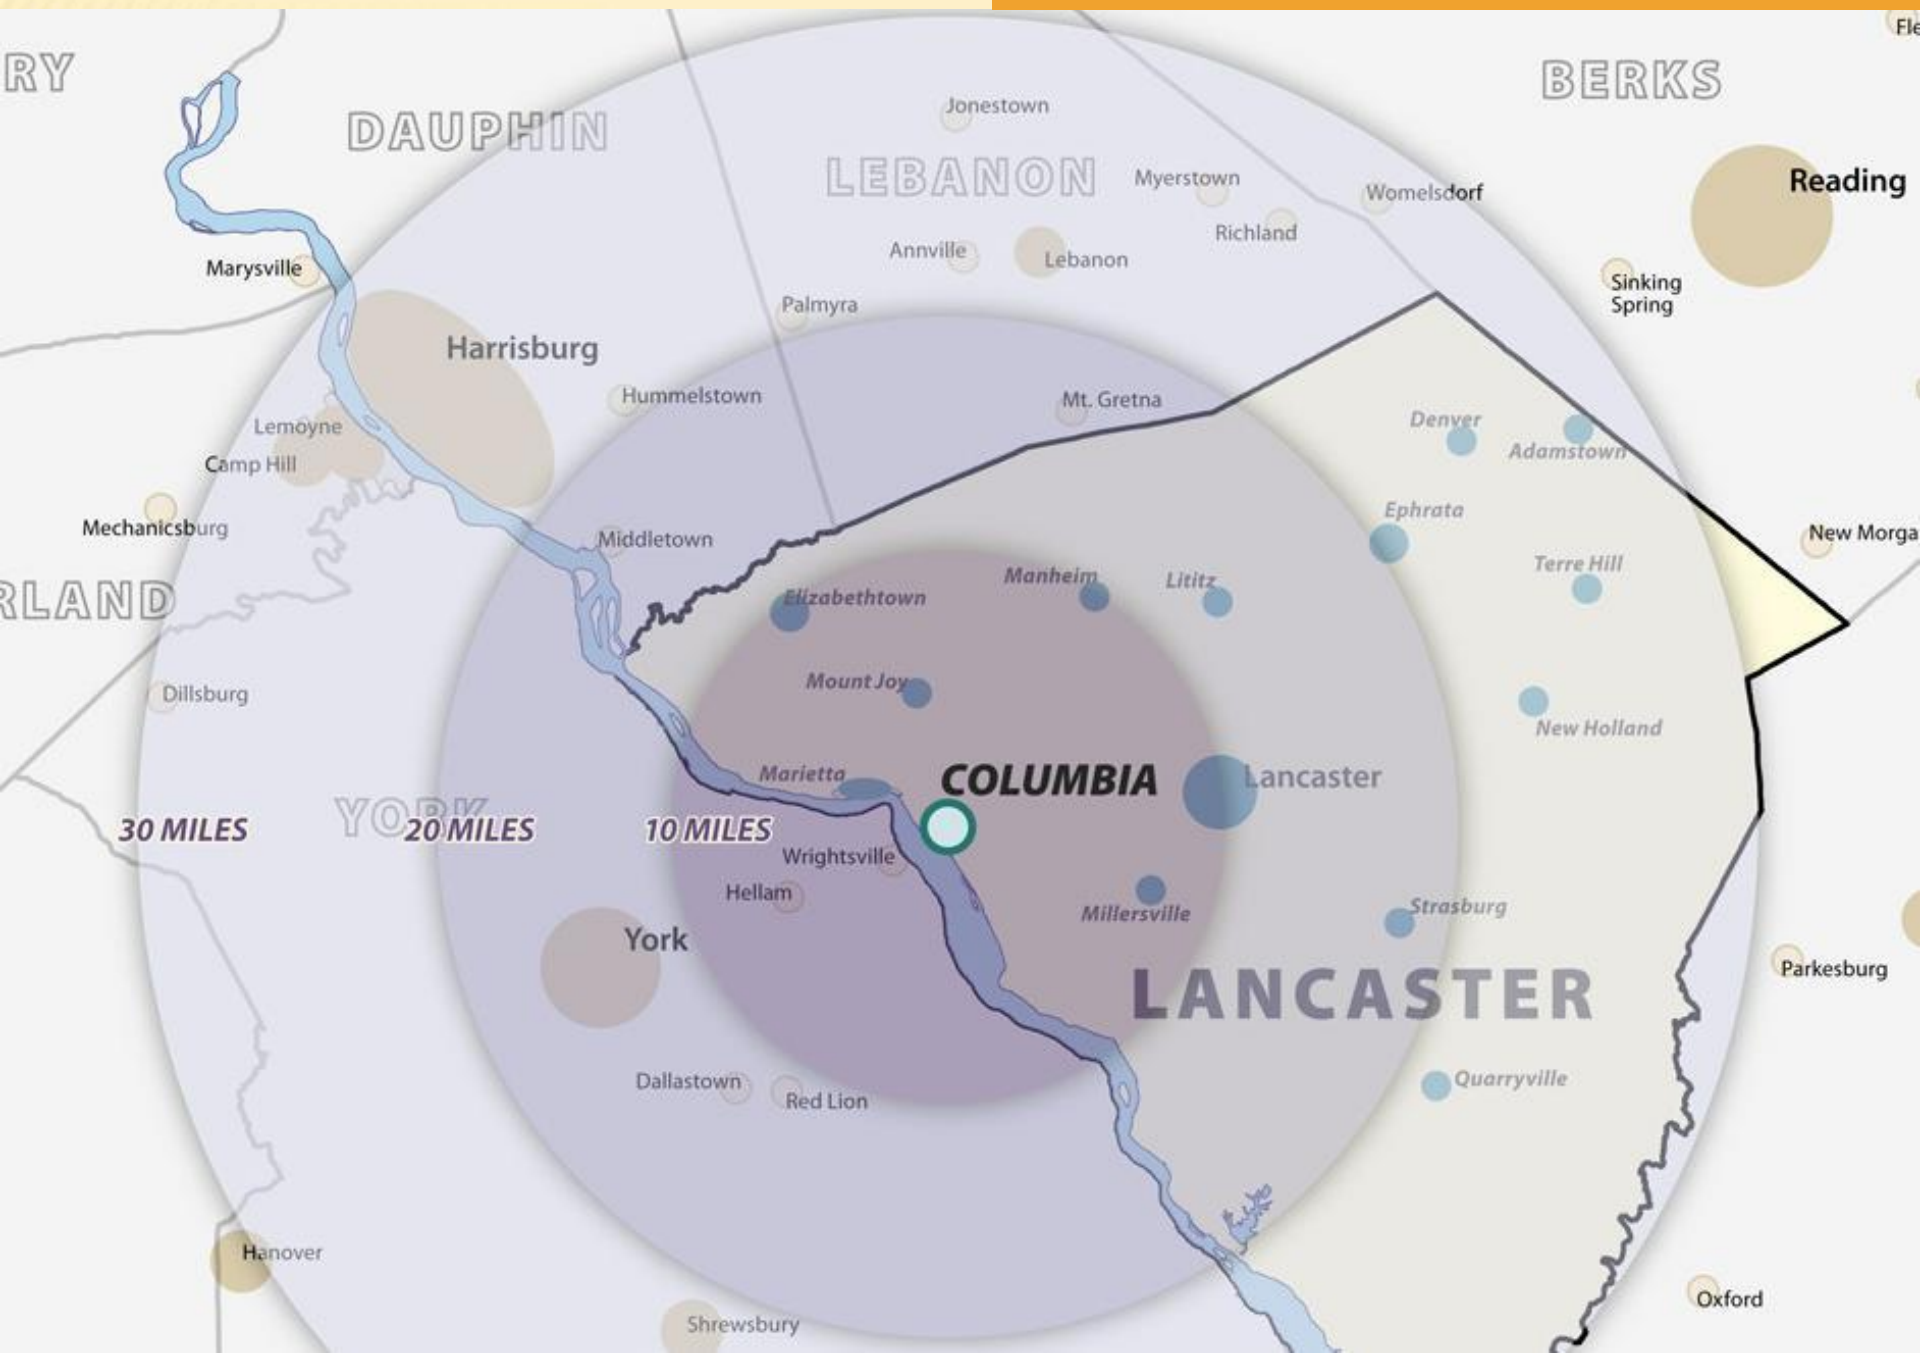 Fle
RY
BERKS
Jonestown
DAUPHIN
LEBANON
Myerstown
Reading
Womelsdorf
Richland
Annville
Lebanon
Marysville
Sinking
Spring
Palmyra
Harrisburg
Hummelstown
Mt. Gretna
Denver
Lemoyne
Adamstown
Camp Hill
Ephrata
Mechanicsburg
Middletown
New Morga
Terre Hill
Manheim
Lititz
Elizabethtown
RLAND
Mount Joy
Dillsburg
New Holland
Marietta
COLUMBIA
Lancaster
YORK
30 MILES
20 MILES
10 MILES
Wrightsville
Hellam
Strasburg
Millersville
York
Parkesburg
LANCASTER
Quarryville
Dallastown
Red Lion
Hanover
Oxford
Shrewsbury